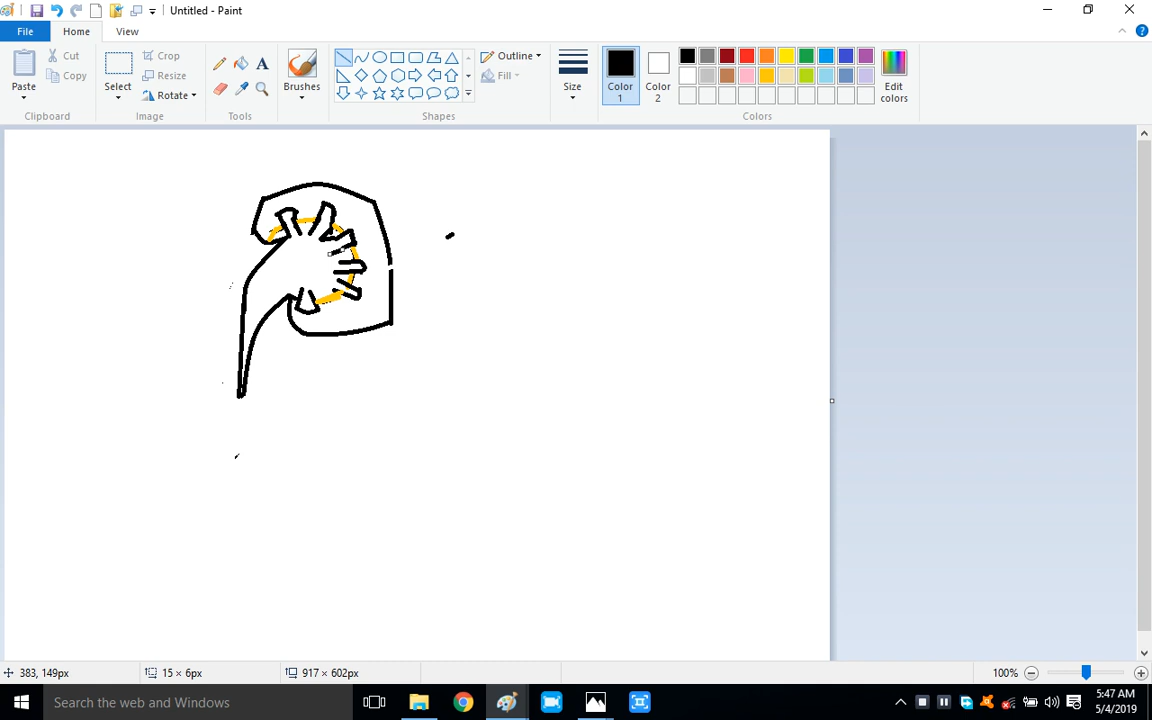 Untitled - Paint
File Home View
Paste Cut Copy Clipboard
Select Crop Resize Rotate Image
Tools
Brushes
Outline Fill Shapes
Size
Color 1 Color 2 Edit colors Colors
383, 149px 15 × 6px 917 × 602px 100%
Search the web and Windows
5:47 AM
5/4/2019